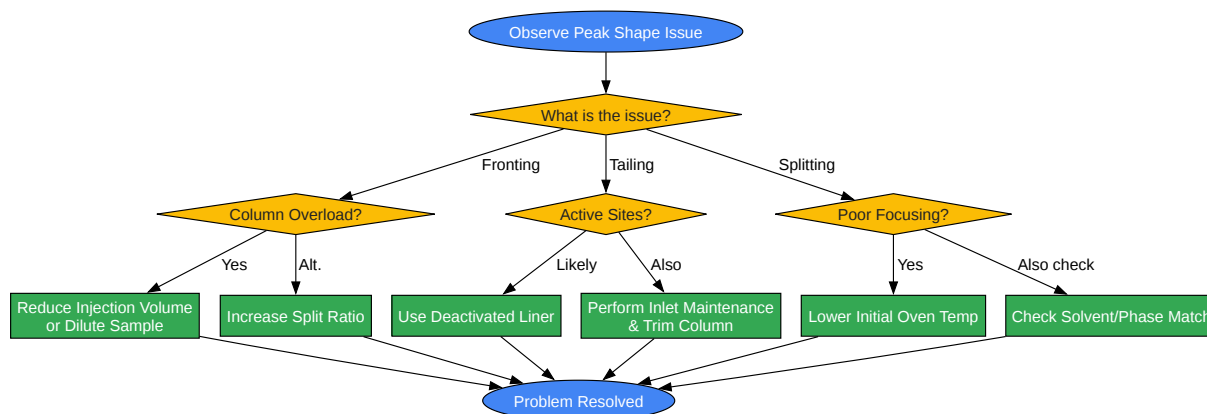 Observe Peak Shape Issue
What is the issue?
Fronting
Tailing
Splitting
Column Overload?
Active Sites?
Poor Focusing?
Yes
Alt.
Likely
Also
Yes
Also check
Reduce Injection Volume
or Dilute Sample
Increase Split Ratio
Use Deactivated Liner
Perform Inlet Maintenance
& Trim Column
Lower Initial Oven Temp
Check Solvent/Phase Match
Problem Resolved